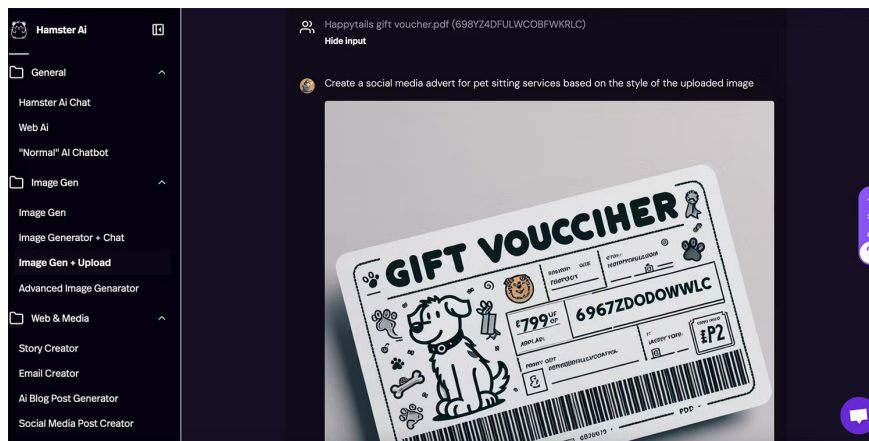 Hamster Ai
General
Hamster Ai Chat
Web Ai
"Normal" AI Chatbot
Image Gen
Image Gen
Image Generator + Chat
Image Gen + Upload
Advanced Image Genarator
Web & Media
Story Creator
Email Creator
Ai Blog Post Generator
Social Media Post Creator
Happytails gift voucher.pdf (698YZ4DFULWCOBFWKRLC)
Hide input
Create a social media advert for pet sitting services based on the style of the uploaded image
GIFT VOUCCIHER
6967ZDODOWWLC